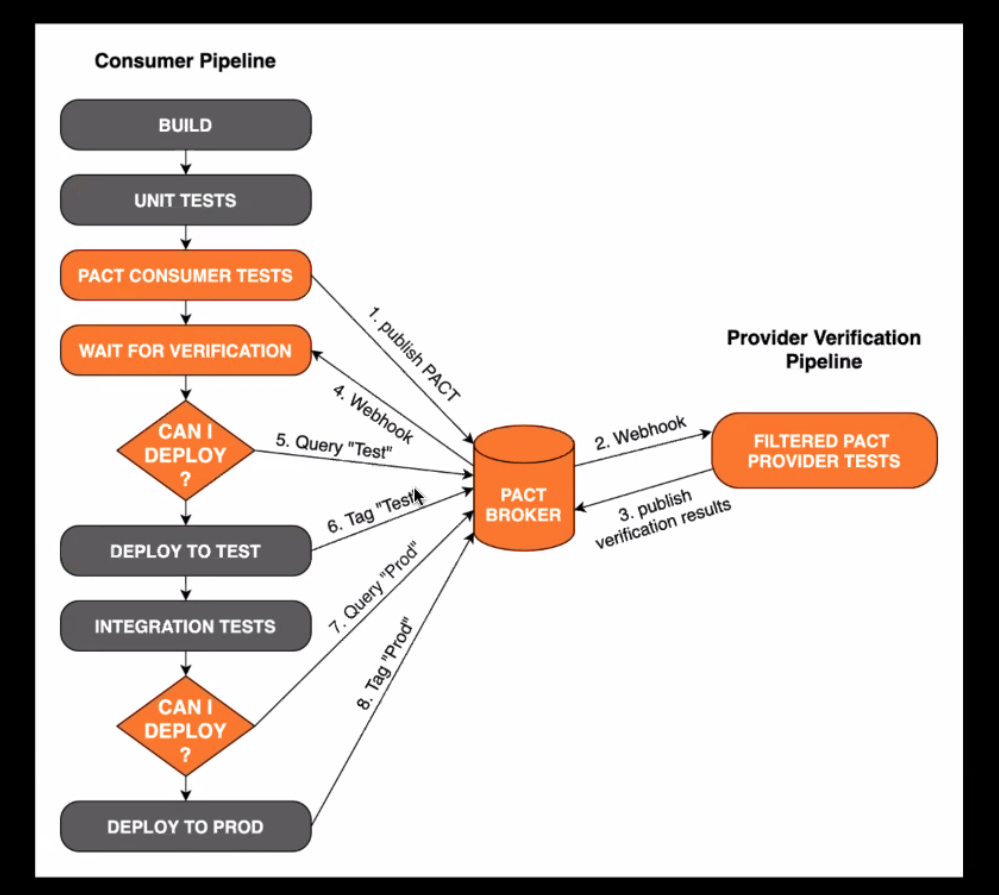 Consumer Pipeline
BUILD
UNIT TESTS
PACT CONSUMER TESTS
WAIT FOR VERIFICATION
CAN I
DEPLOY
?
DEPLOY TO TEST
INTEGRATION TESTS
CAN I
DEPLOY
?
DEPLOY TO PROD
1. publish PACT
4. Webhook
5. Query "Test"
6. Tag "Test"
7. Query "Prod"
8. Tag "Prod"
PACT
BROKER
2. Webhook
3. publish
verification results
Provider Verification
Pipeline
FILTERED PACT
PROVIDER TESTS